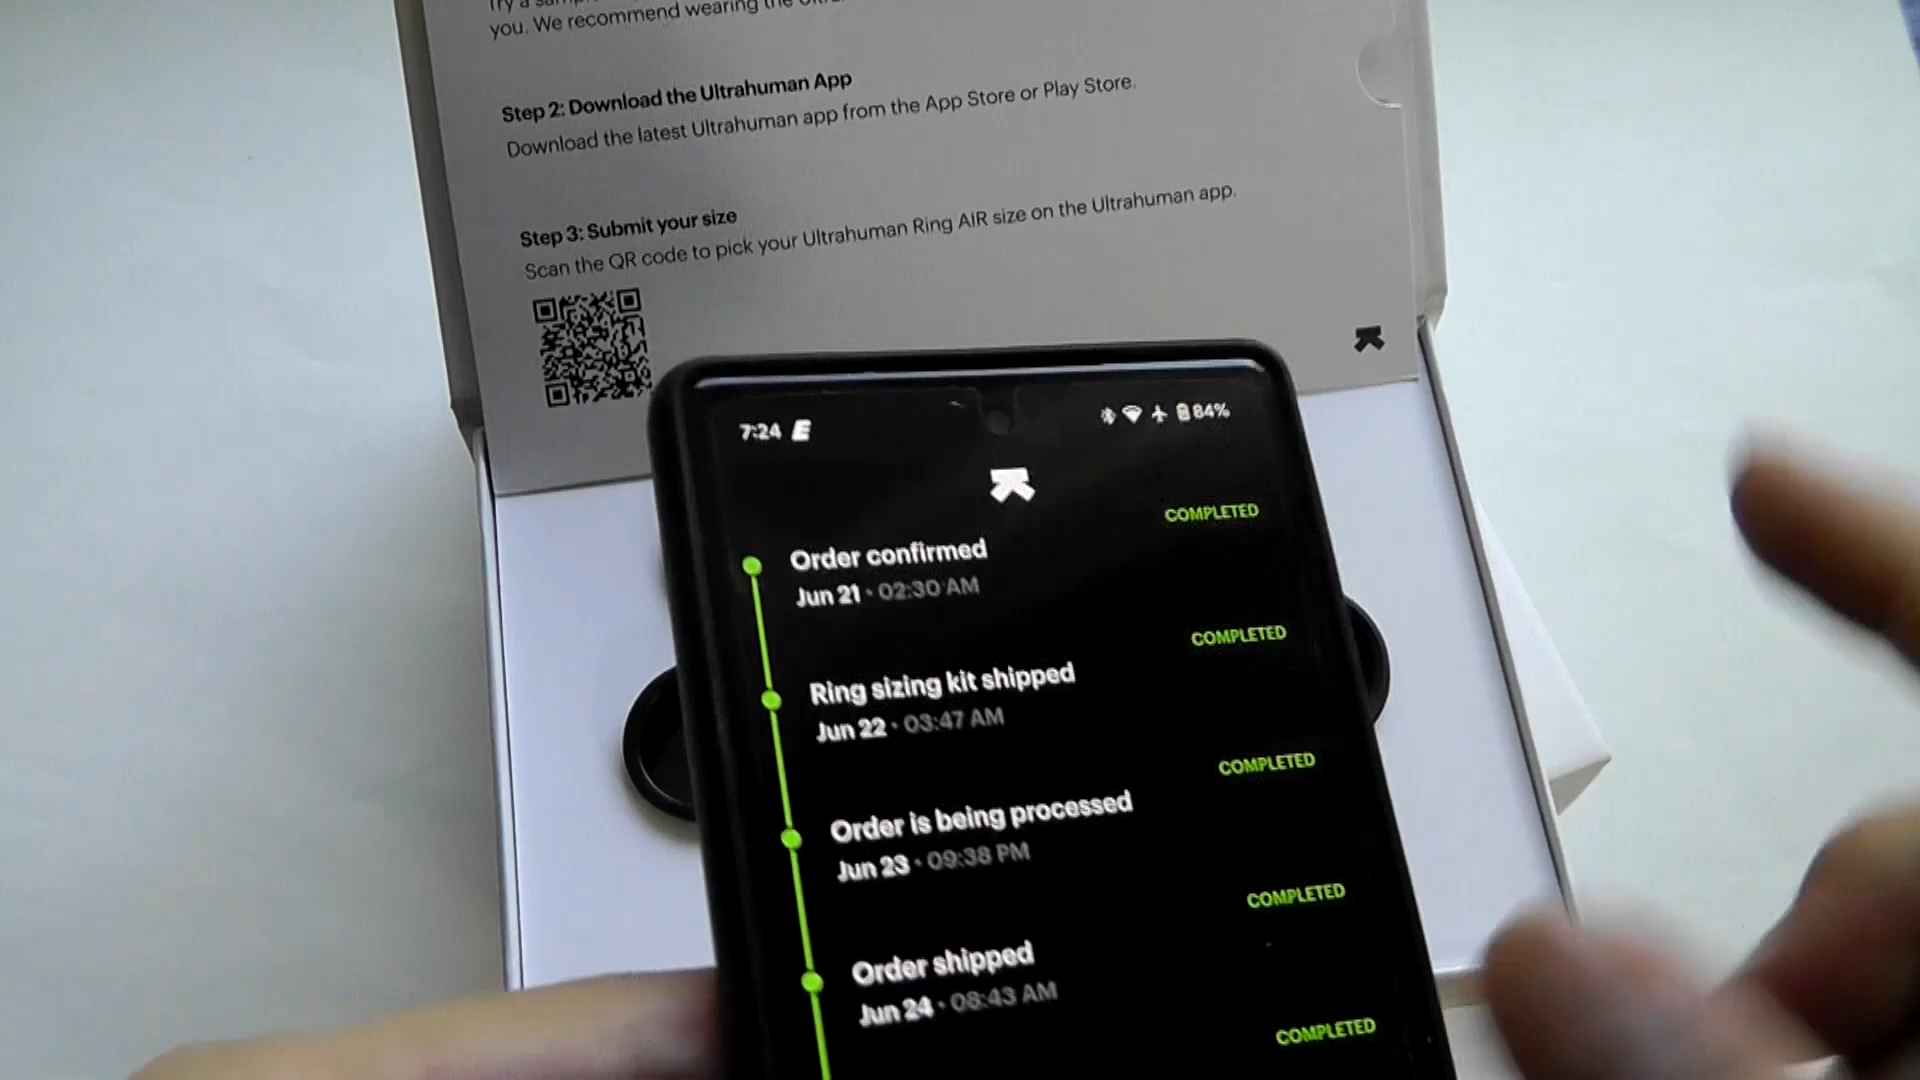 Try a
you. We recommend wearing the
Step 2: Download the Ultrahuman App
Download the latest Ultrahuman app from the App Store or Play Store.
Step 3: Submit your size
Scan the QR code to pick your Ultrahuman Ring AIR size on the Ultrahuman app.
7:24 E
84%
COMPLETED
Order confirmed
Jun 21 • 02:30 AM
COMPLETED
Ring sizing kit shipped
Jun 22 • 03:47 AM
COMPLETED
Order is being processed
Jun 23 • 09:38 PM
COMPLETED
Order shipped
Jun 24 • 08:43 AM
COMPLETED